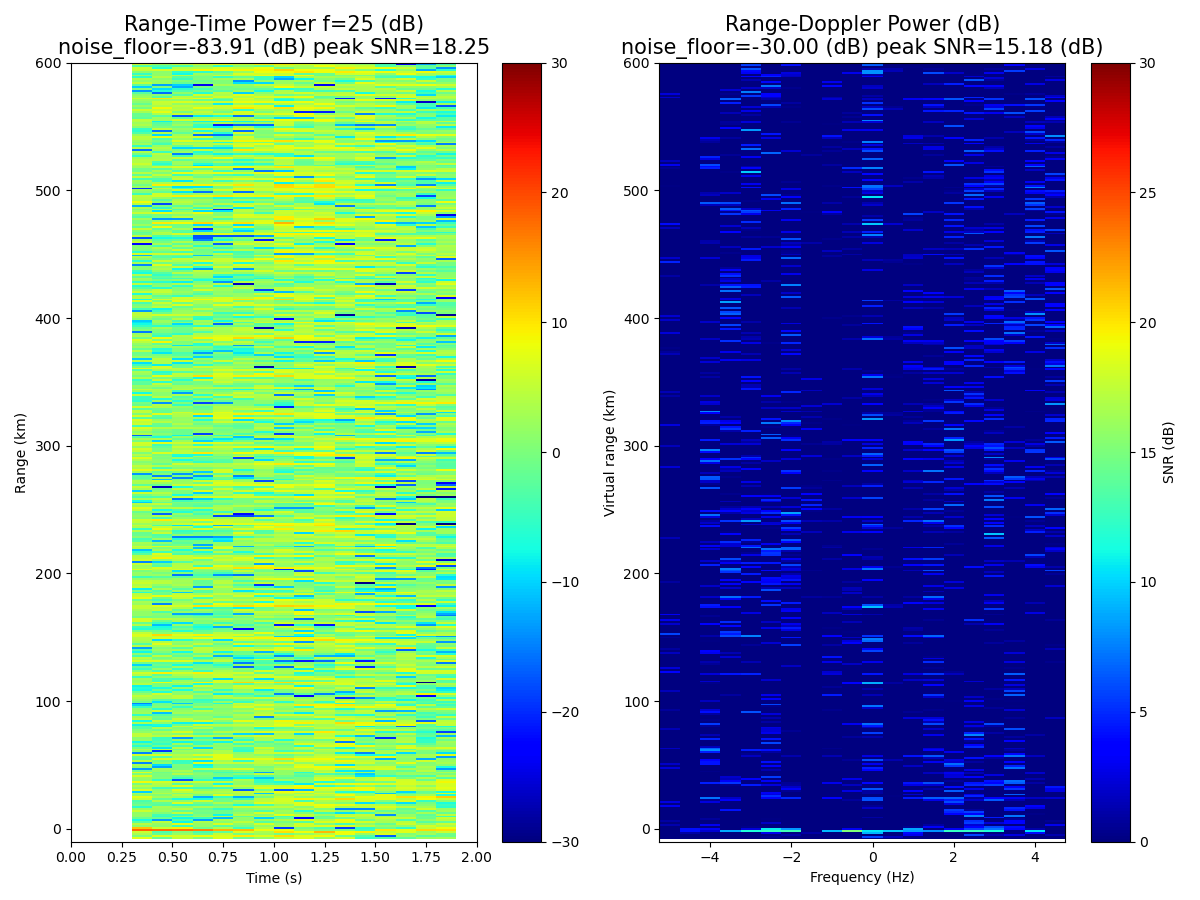 Range-Time Power f=25 (dB)
noise_floor=-83.91 (dB) peak SNR=18.25
600
500
400
300
200
100
0
Range (km)
0.00 0.25 0.50 0.75 1.00 1.25 1.50 1.75 2.00
Time (s)
30
20
10
0
−10
−20
−30
Range-Doppler Power (dB)
noise_floor=-30.00 (dB) peak SNR=15.18 (dB)
600
500
400
300
200
100
0
Virtual range (km)
−4 −2 0 2 4
Frequency (Hz)
30
25
20
15
10
5
0
SNR (dB)